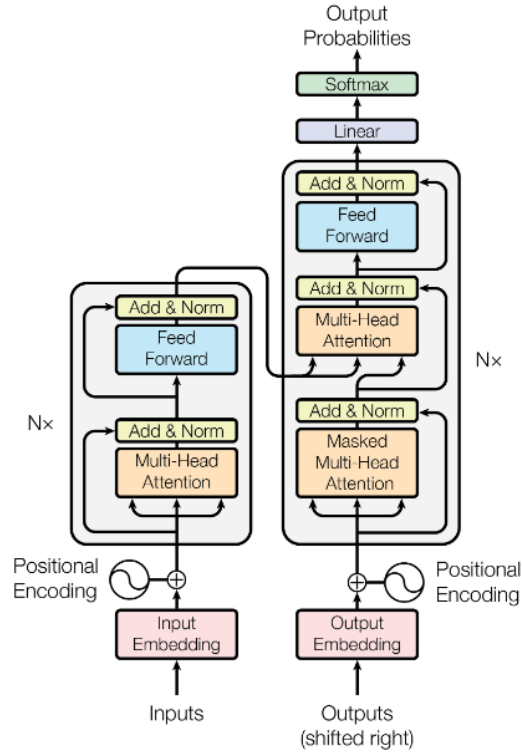 Output
Probabilities
Softmax
Linear
Add & Norm
Feed
Forward
Add & Norm
Multi-Head
Attention
Add & Norm
Masked
Multi-Head
Attention
N×
Add & Norm
Feed
Forward
N×
Add & Norm
Multi-Head
Attention
Positional
Encoding
Positional
Encoding
Input
Embedding
Output
Embedding
Inputs
Outputs
(shifted right)